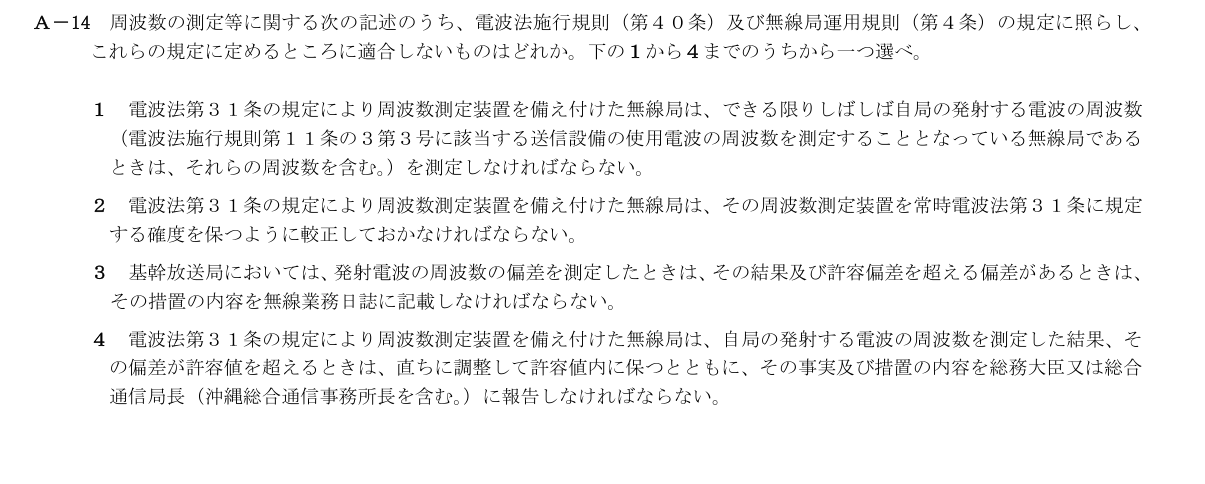 A－14　周波数の測定等に関する次の記述のうち、電波法施行規則（第４０条）及び無線局運用規則（第４条）の規定に照らし、
これらの規定に定めるところに適合しないものはどれか。下の1から4までのうちから一つ選べ。
1　電波法第３１条の規定により周波数測定装置を備え付けた無線局は、できる限りしばしば自局の発射する電波の周波数
（電波法施行規則第１１条の３第３号に該当する送信設備の使用電波の周波数を測定することとなっている無線局である
ときは、それらの周波数を含む。）を測定しなければならない。
2　電波法第３１条の規定により周波数測定装置を備え付けた無線局は、その周波数測定装置を常時電波法第３１条に規定
する確度を保つように較正しておかなければならない。
3　基幹放送局においては、発射電波の周波数の偏差を測定したときは、その結果及び許容偏差を超える偏差があるときは、
その措置の内容を無線業務日誌に記載しなければならない。
4　電波法第３１条の規定により周波数測定装置を備え付けた無線局は、自局の発射する電波の周波数を測定した結果、そ
の偏差が許容値を超えるときは、直ちに調整して許容値内に保つとともに、その事実及び措置の内容を総務大臣又は総合
通信局長（沖縄総合通信事務所長を含む。）に報告しなければならない。